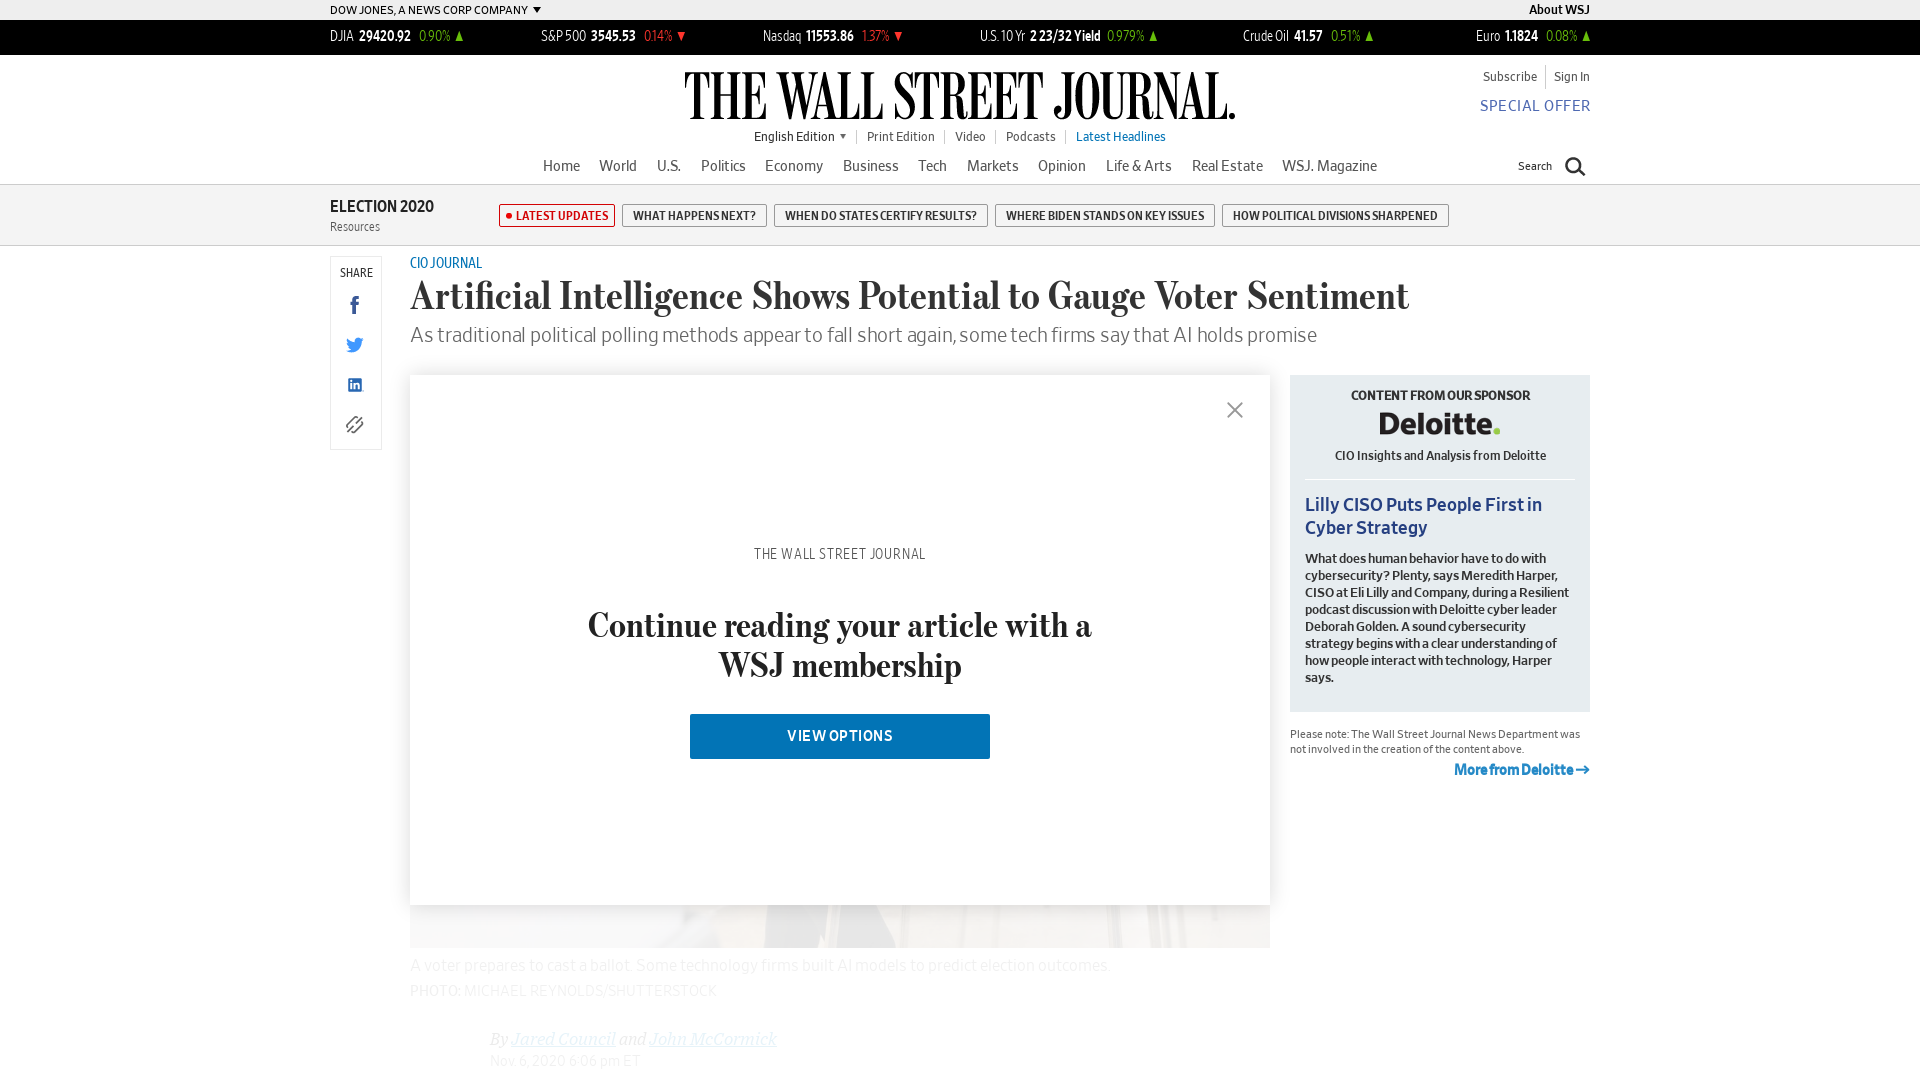 DOW JONES, A NEWS CORP COMPANY
About WSJ
DJIA 29420.92 0.90%
S&P 500 3545.53 0.14%
Nasdaq 11553.86 1.37%
U.S. 10 Yr 2 23/32 Yield 0.979%
Crude Oil 41.57 0.51%
Euro 1.1824 0.08%
THE WALL STREET JOURNAL.
Subscribe
Sign In
SPECIAL OFFER
English Edition
Print Edition
Video
Podcasts
Latest Headlines
Home
World
U.S.
Politics
Economy
Business
Tech
Markets
Opinion
Life & Arts
Real Estate
WSJ. Magazine
Search
ELECTION 2020
Resources
LATEST UPDATES
WHAT HAPPENS NEXT?
WHEN DO STATES CERTIFY RESULTS?
WHERE BIDEN STANDS ON KEY ISSUES
HOW POLITICAL DIVISIONS SHARPENED
SHARE
CIO JOURNAL
Artificial Intelligence Shows Potential to Gauge Voter Sentiment
As traditional political polling methods appear to fall short again, some tech firms say that AI holds promise
THE WALL STREET JOURNAL
Continue reading your article with a
WSJ membership
VIEW OPTIONS
CONTENT FROM OUR SPONSOR
Deloitte.
CIO Insights and Analysis from Deloitte
Lilly CISO Puts People First in
Cyber Strategy
What does human behavior have to do with
cybersecurity? Plenty, says Meredith Harper,
CISO at Eli Lilly and Company, during a Resilient
podcast discussion with Deloitte cyber leader
Deborah Golden. A sound cybersecurity
strategy begins with a clear understanding of
how people interact with technology, Harper
says.
Please note: The Wall Street Journal News Department was
not involved in the creation of the content above.
More from Deloitte
A voter prepares to cast a ballot. Some technology firms built AI models to predict election outcomes.
PHOTO: MICHAEL REYNOLDS/SHUTTERSTOCK
By Jared Council and John McCormick
Nov. 6, 2020 6:06 pm ET